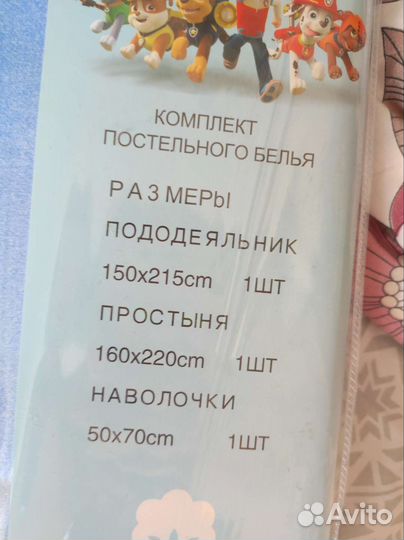 КОМПЛЕКТ
ПОСТЕЛЬНОГО БЕЛЬЯ
РАЗМЕРЫ
ПОДОДЕЯЛЬНИК
150x215cm 1ШТ
ПРОСТЫНЯ
160x220cm 1ШТ
НАВОЛОЧКИ
50x70cm 1ШТ
Avito